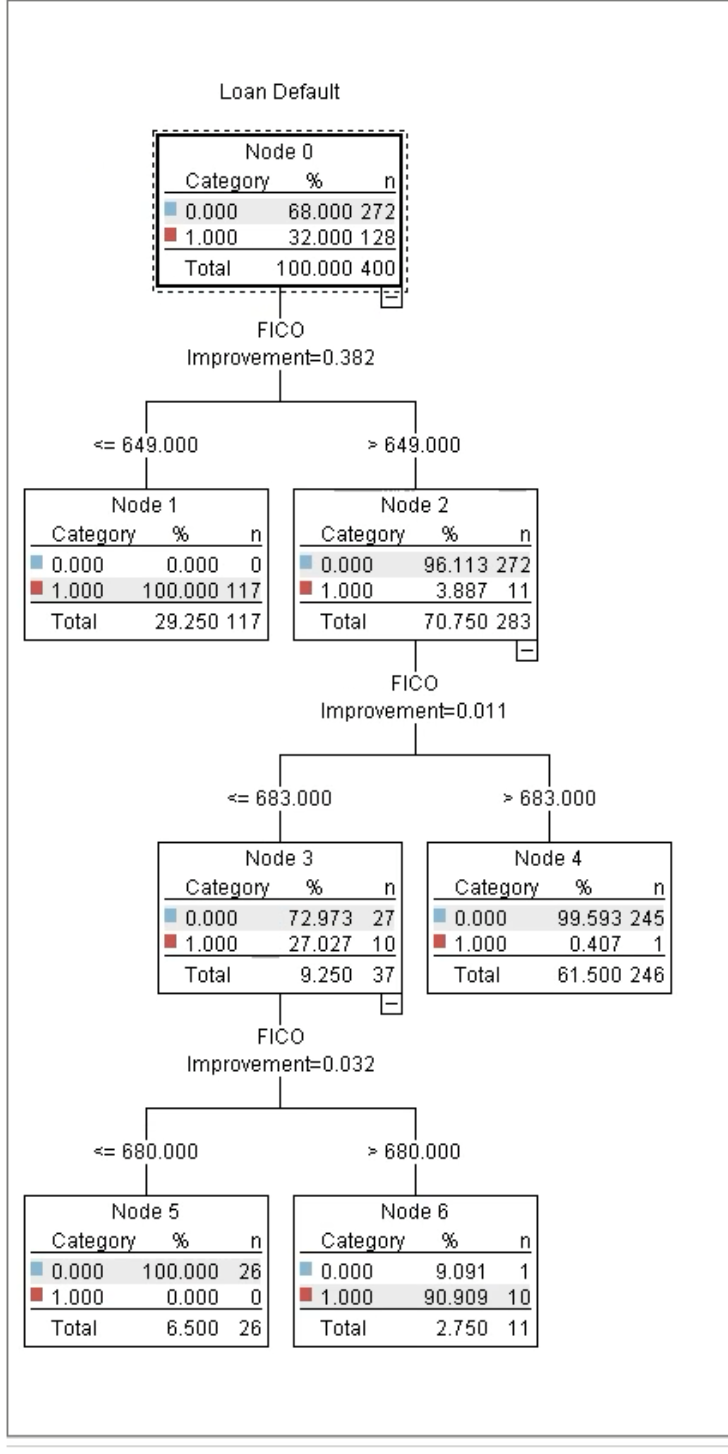 Loan Default
Node 0
Category % n
0.000 68.000 272
1.000 32.000 128
Total 100.000 400
FICO
Improvement=0.382
<= 649.000 > 649.000
Node 1
Category % n
0.000 0.000 0
1.000 100.000 117
Total 29.250 117
Node 2
Category % n
0.000 96.113 272
1.000 3.887 11
Total 70.750 283
FICO
Improvement=0.011
<= 683.000 > 683.000
Node 3
Category % n
0.000 72.973 27
1.000 27.027 10
Total 9.250 37
Node 4
Category % n
0.000 99.593 245
1.000 0.407 1
Total 61.500 246
FICO
Improvement=0.032
<= 680.000 > 680.000
Node 5
Category % n
0.000 100.000 26
1.000 0.000 0
Total 6.500 26
Node 6
Category % n
0.000 9.091 1
1.000 90.909 10
Total 2.750 11